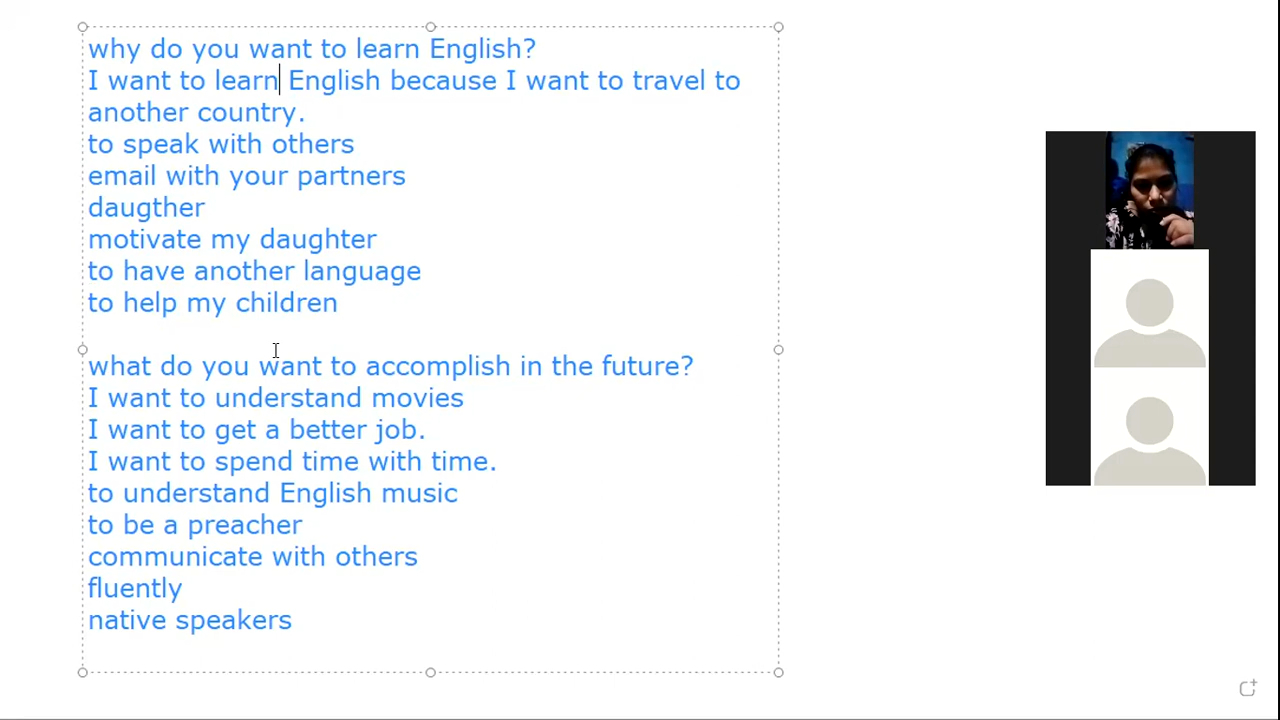 why do you want to learn English?
I want to learn English because I want to travel to
another country.
to speak with others
email with your partners
daugther
motivate my daughter
to have another language
to help my children
what do you want to accomplish in the future?
I want to understand movies
I want to get a better job.
I want to spend time with time.
to understand English music
to be a preacher
communicate with others
fluently
native speakers